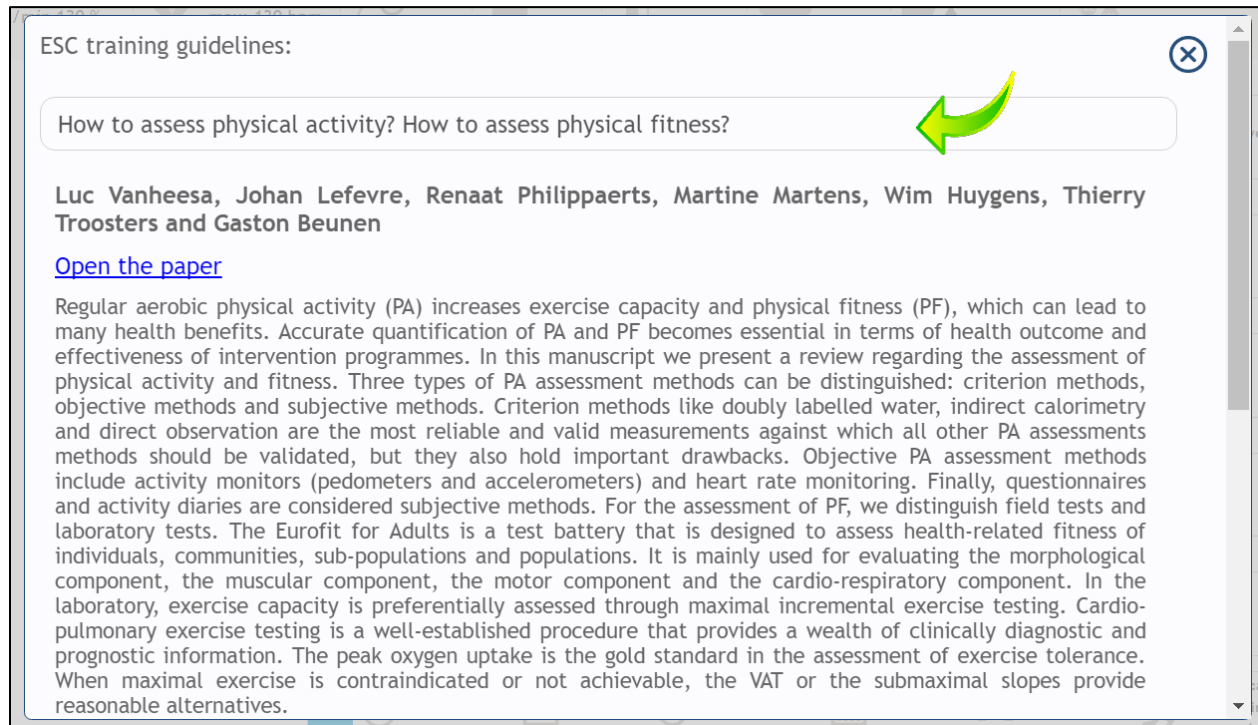 ESC training guidelines:
How to assess physical activity? How to assess physical fitness?
Luc Vanheesa, Johan Lefevre, Renaat Philippaerts, Martine Martens, Wim Huygens, Thierry
Troosters and Gaston Beunen
Open the paper
Regular aerobic physical activity (PA) increases exercise capacity and physical fitness (PF), which can lead to
many health benefits. Accurate quantification of PA and PF becomes essential in terms of health outcome and
effectiveness of intervention programmes. In this manuscript we present a review regarding the assessment of
physical activity and fitness. Three types of PA assessment methods can be distinguished: criterion methods,
objective methods and subjective methods. Criterion methods like doubly labelled water, indirect calorimetry
and direct observation are the most reliable and valid measurements against which all other PA assessments
methods should be validated, but they also hold important drawbacks. Objective PA assessment methods
include activity monitors (pedometers and accelerometers) and heart rate monitoring. Finally, questionnaires
and activity diaries are considered subjective methods. For the assessment of PF, we distinguish field tests and
laboratory tests. The Eurofit for Adults is a test battery that is designed to assess health-related fitness of
individuals, communities, sub-populations and populations. It is mainly used for evaluating the morphological
component, the muscular component, the motor component and the cardio-respiratory component. In the
laboratory, exercise capacity is preferentially assessed through maximal incremental exercise testing. Cardio-
pulmonary exercise testing is a well-established procedure that provides a wealth of clinically diagnostic and
prognostic information. The peak oxygen uptake is the gold standard in the assessment of exercise tolerance.
When maximal exercise is contraindicated or not achievable, the VAT or the submaximal slopes provide
reasonable alternatives.